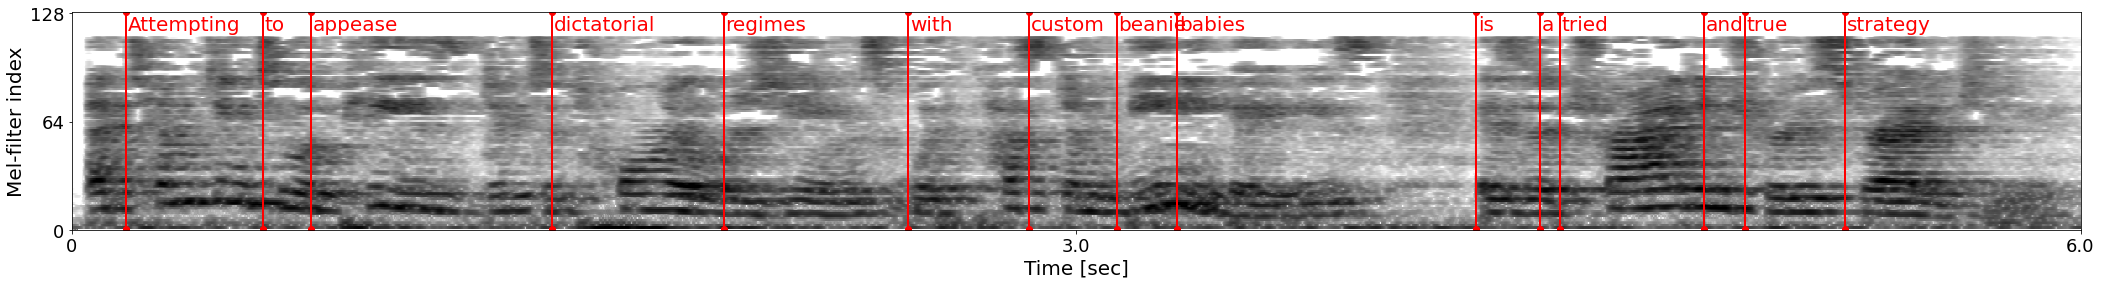 128 Attempting to appease dictatorial regimes with custom beanie babies is a tried and true strategy
Mel-filter index
64
0
0 3.0 6.0
Time [sec]